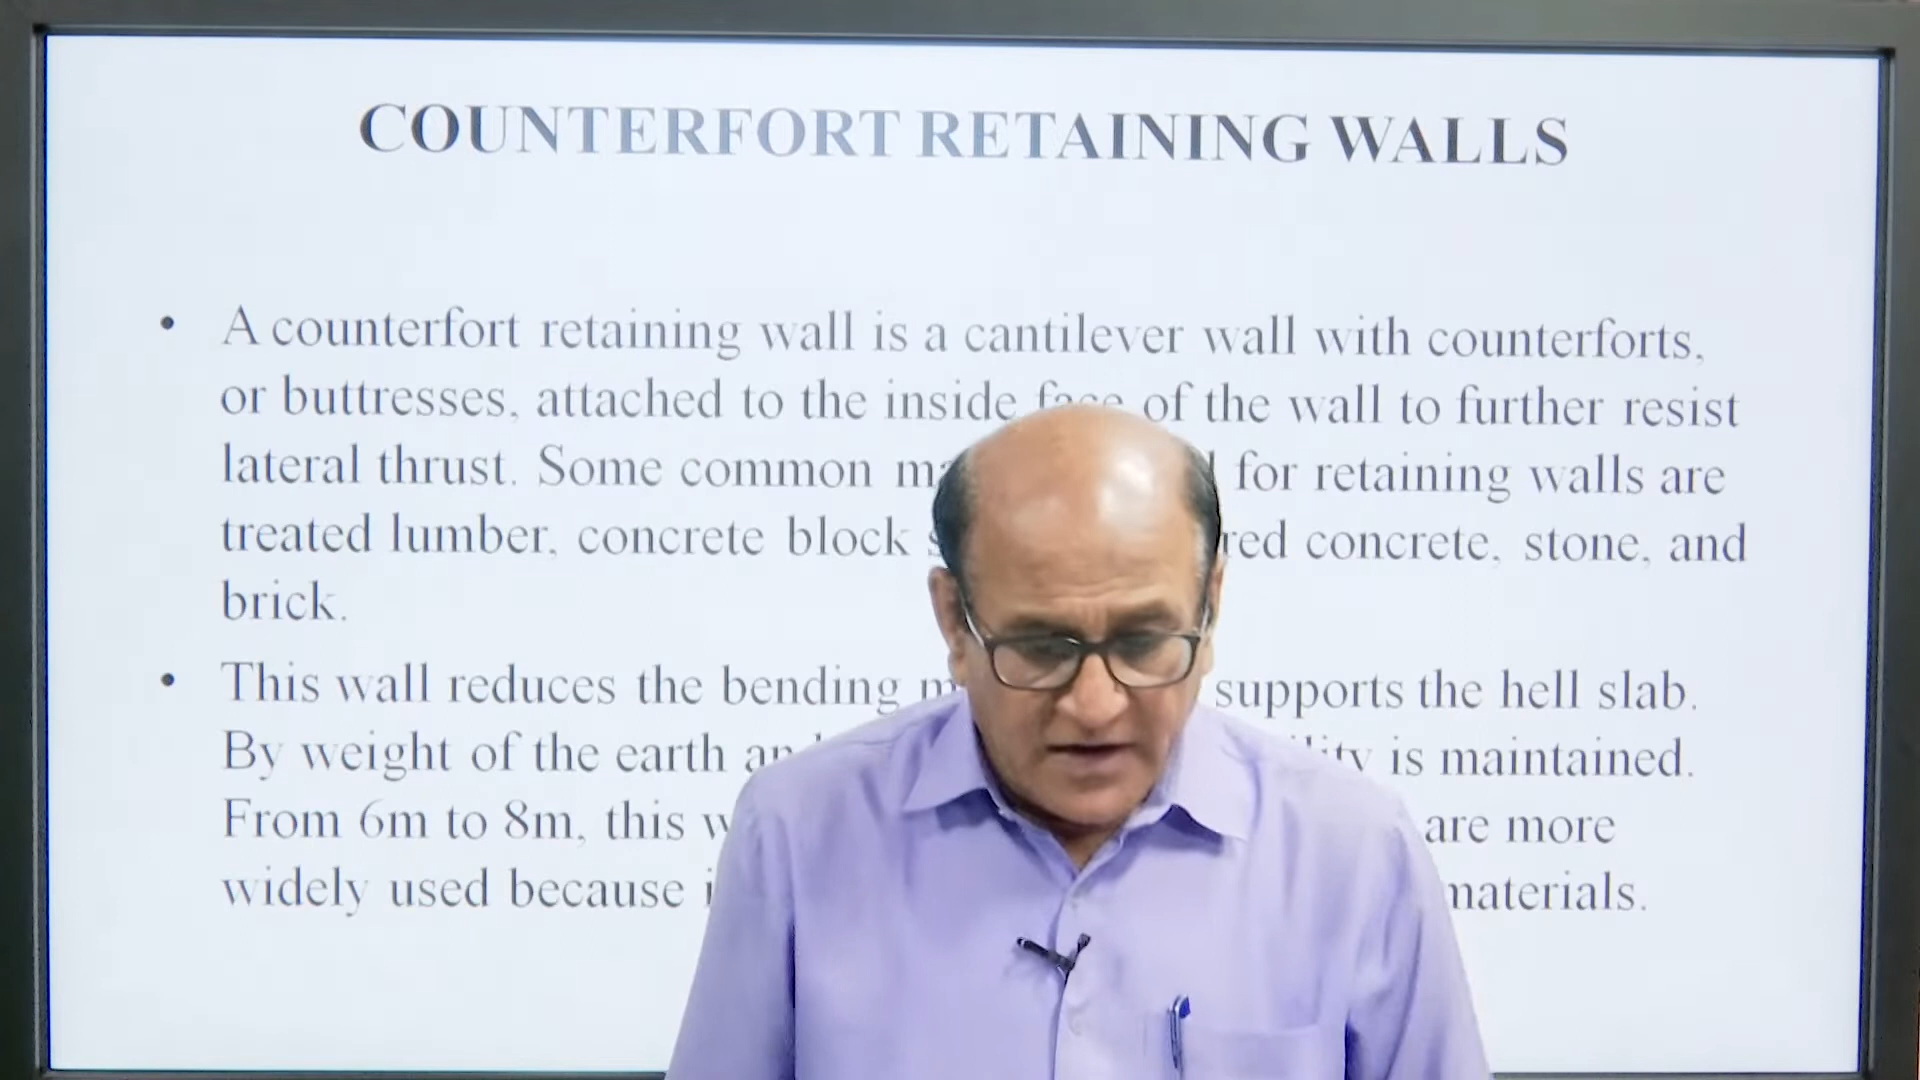 COUNTERFORT RETAINING WALLS
• A counterfort retaining wall is a cantilever wall with counterforts,
or buttresses, attached to the inside face of the wall to further resist
lateral thrust. Some common for retaining walls are
treated lumber, concrete block concrete, stone, and
brick.
• This wall reduces the bending supports the hell slab.
By weight of the earth is maintained.
From 6m to 8m, this are more
widely used because materials.